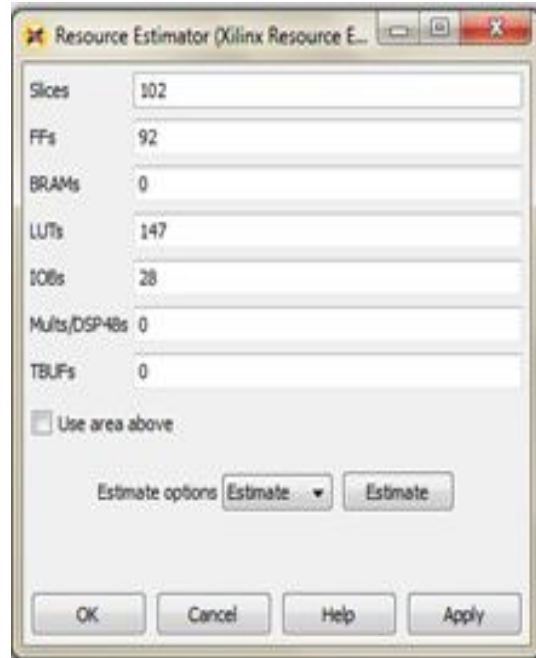 Resource Estimator (Xilinx Resource E...
Slices 102
FFs 92
BRAMs 0
LUTs 147
IOBs 28
Mults/DSP48s 0
TBUFs 0
Use area above
Estimate options Estimate Estimate
OK Cancel Help Apply